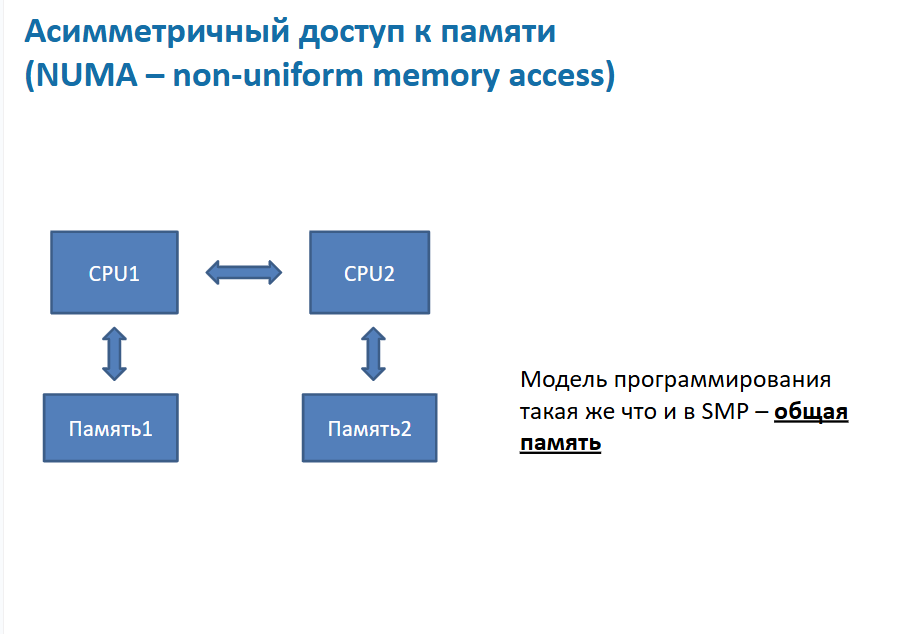 Асимметричный доступ к памяти
(NUMA – non-uniform memory access)
CPU1
CPU2
Память1
Память2
Модель программирования
такая же что и в SMP – общая
память